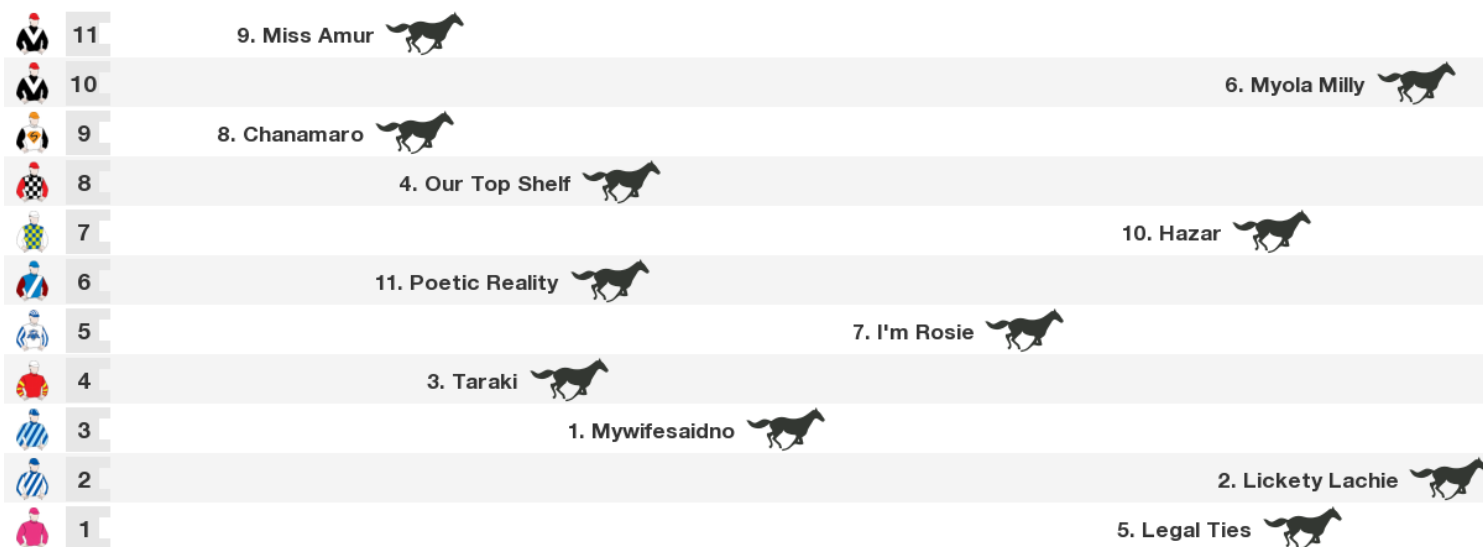 11 9. Miss Amur
10 6. Myola Milly
9 8. Chanamaro
8 4. Our Top Shelf
7 10. Hazar
6 11. Poetic Reality
5 7. I'm Rosie
4 3. Taraki
3 1. Mywifesaidno
2 2. Lickety Lachie
1 5. Legal Ties